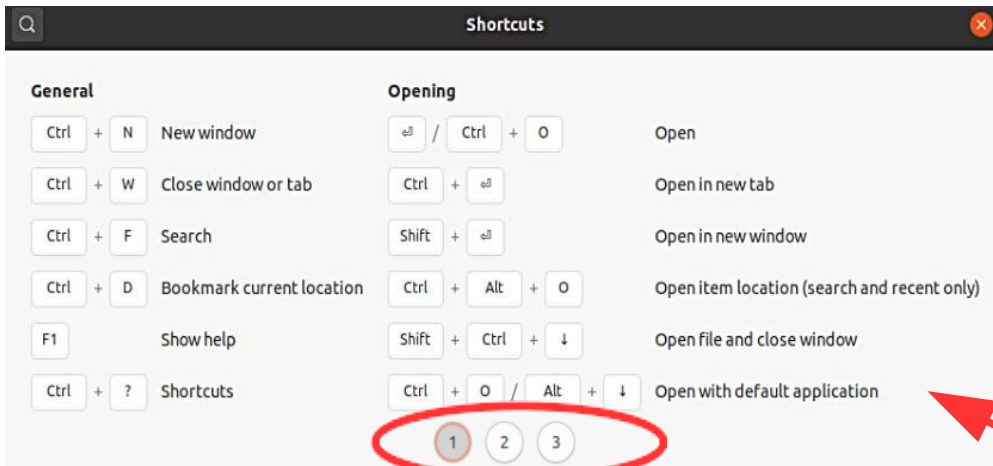 Shortcuts
General Opening
Ctrl + N New window ⏎ / Ctrl + O Open
Ctrl + W Close window or tab Ctrl + ⏎ Open in new tab
Ctrl + F Search Shift + ⏎ Open in new window
Ctrl + D Bookmark current location Ctrl + Alt + O Open item location (search and recent only)
F1 Show help Shift + Ctrl + ↓ Open file and close window
Ctrl + ? Shortcuts Ctrl + O / Alt + ↓ Open with default application
1 2 3